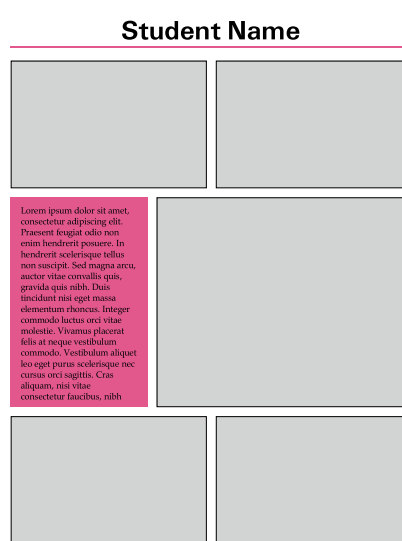 Student Name
Lorem ipsum dolor sit amet,
consectetur adipiscing elit.
Praesent feugiat odio non
enim hendrerit posuere. In
hendrerit scelerisque tellus
non suscipit. Sed magna arcu,
auctor vitae convallis quis,
gravida quis nibh. Duis
tincidunt nisi eget massa
elementum rhoncus. Integer
commodo luctus orci vitae
molestie. Vivamus placerat
felis at neque vestibulum
commodo. Vestibulum aliquet
leo eget purus scelerisque nec
cursus orci sagittis. Cras
aliquam, nisi vitae
consectetur faucibus, nibh